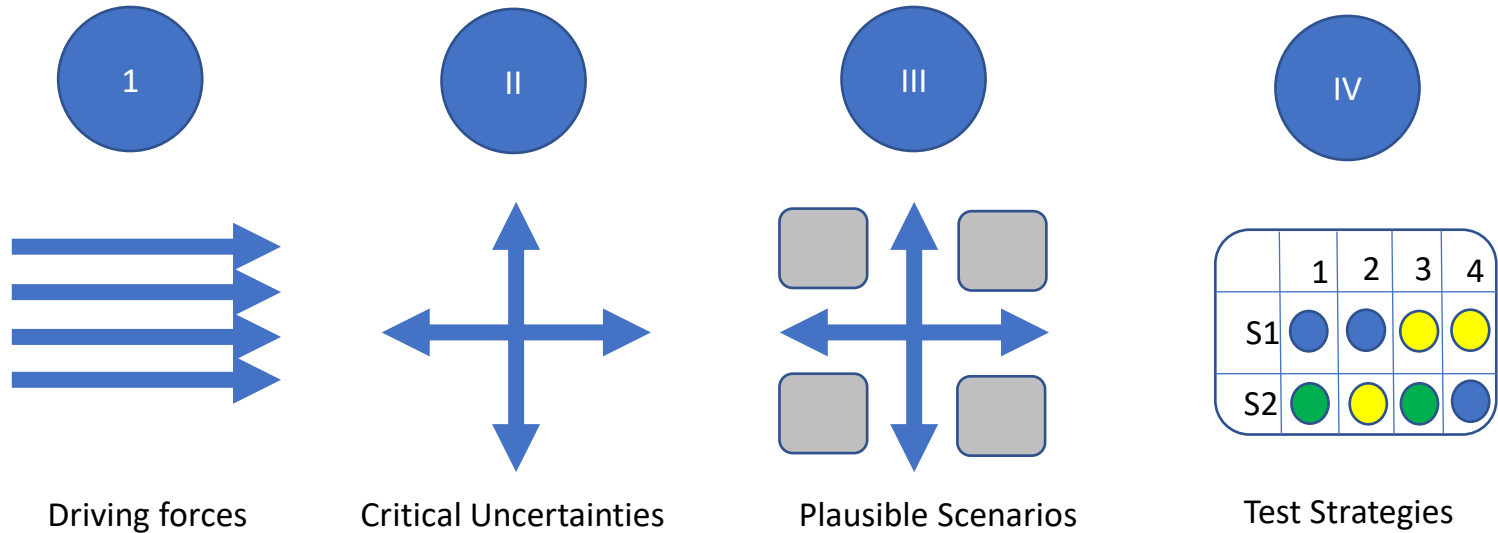 1
II
III
IV
1 2 3 4
S1
S2
Driving forces
Critical Uncertainties
Plausible Scenarios
Test Strategies